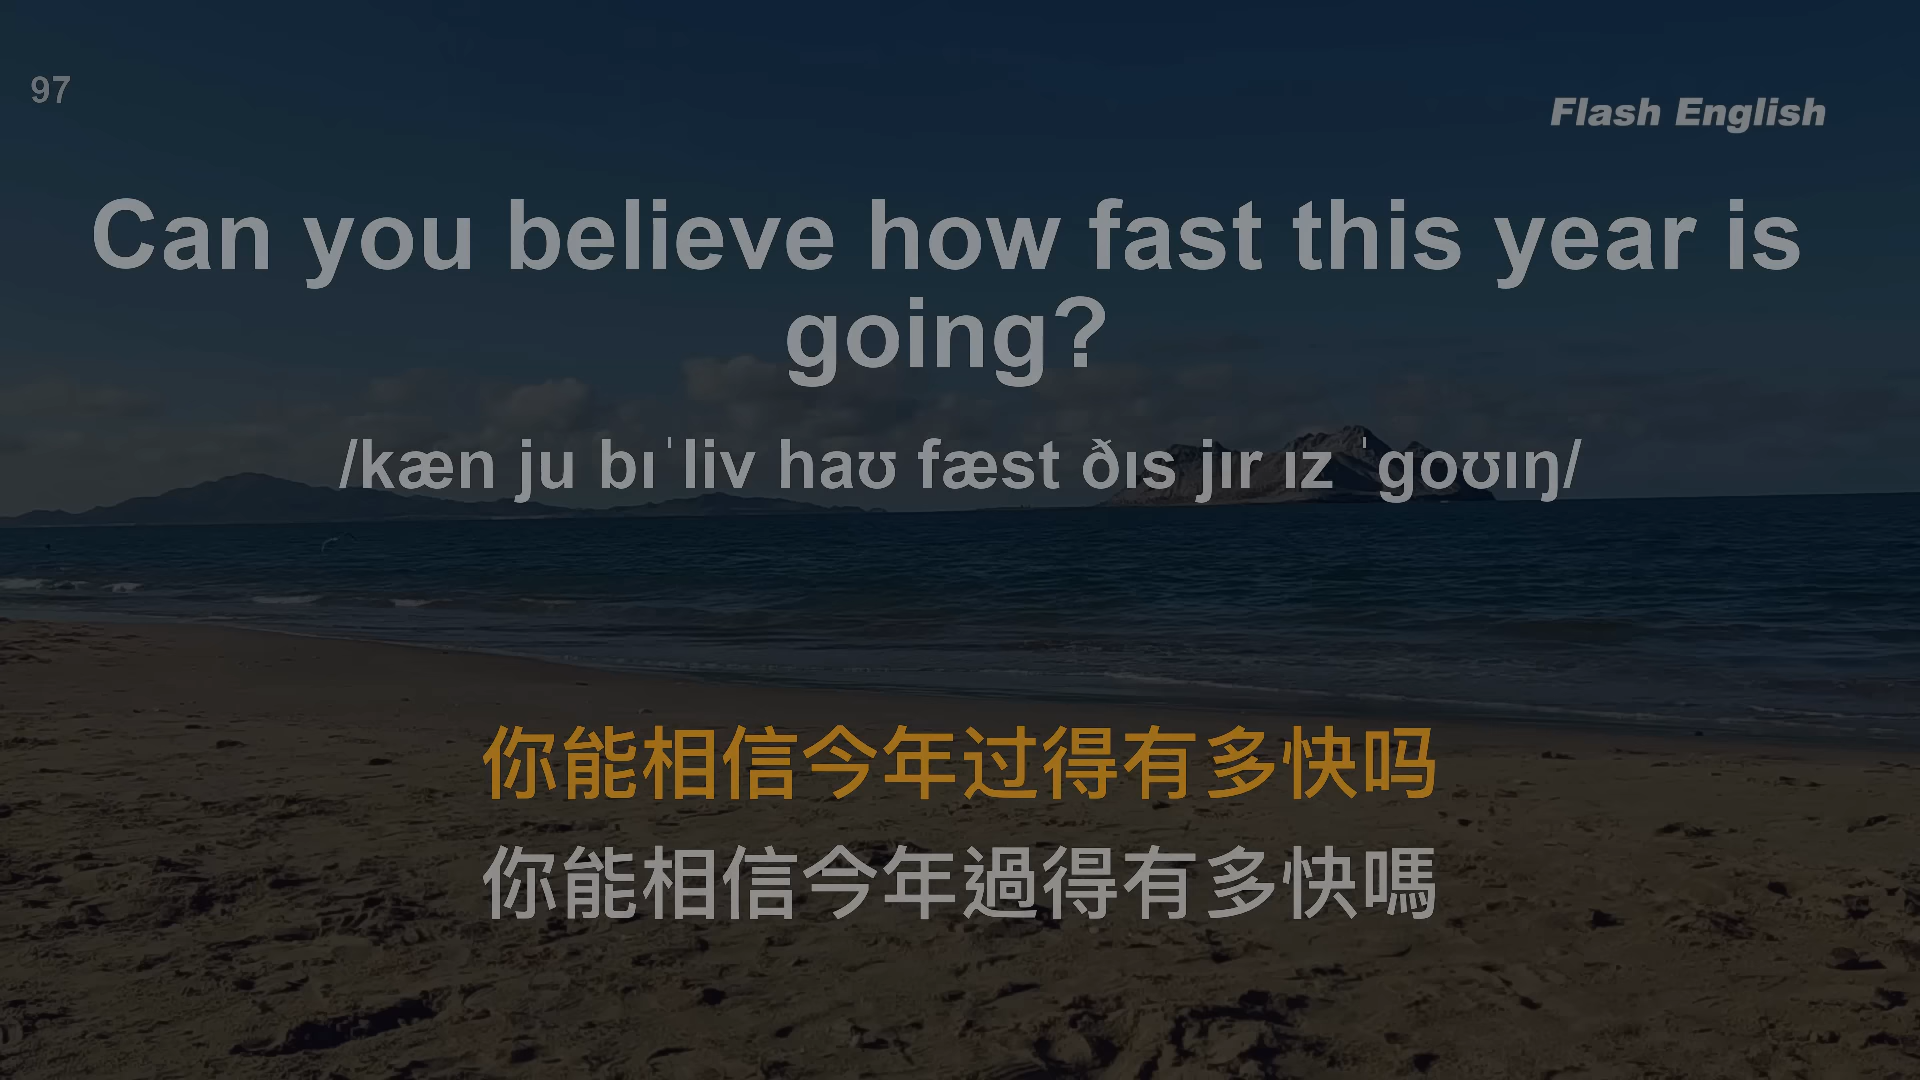 97
Flash English
Can you believe how fast this year is
going?
/kæn ju bɪˈliv haʊ fæst ðɪs jɪr ɪz ˈɡoʊɪŋ/
你能相信今年过得有多快吗
你能相信今年過得有多快嗎